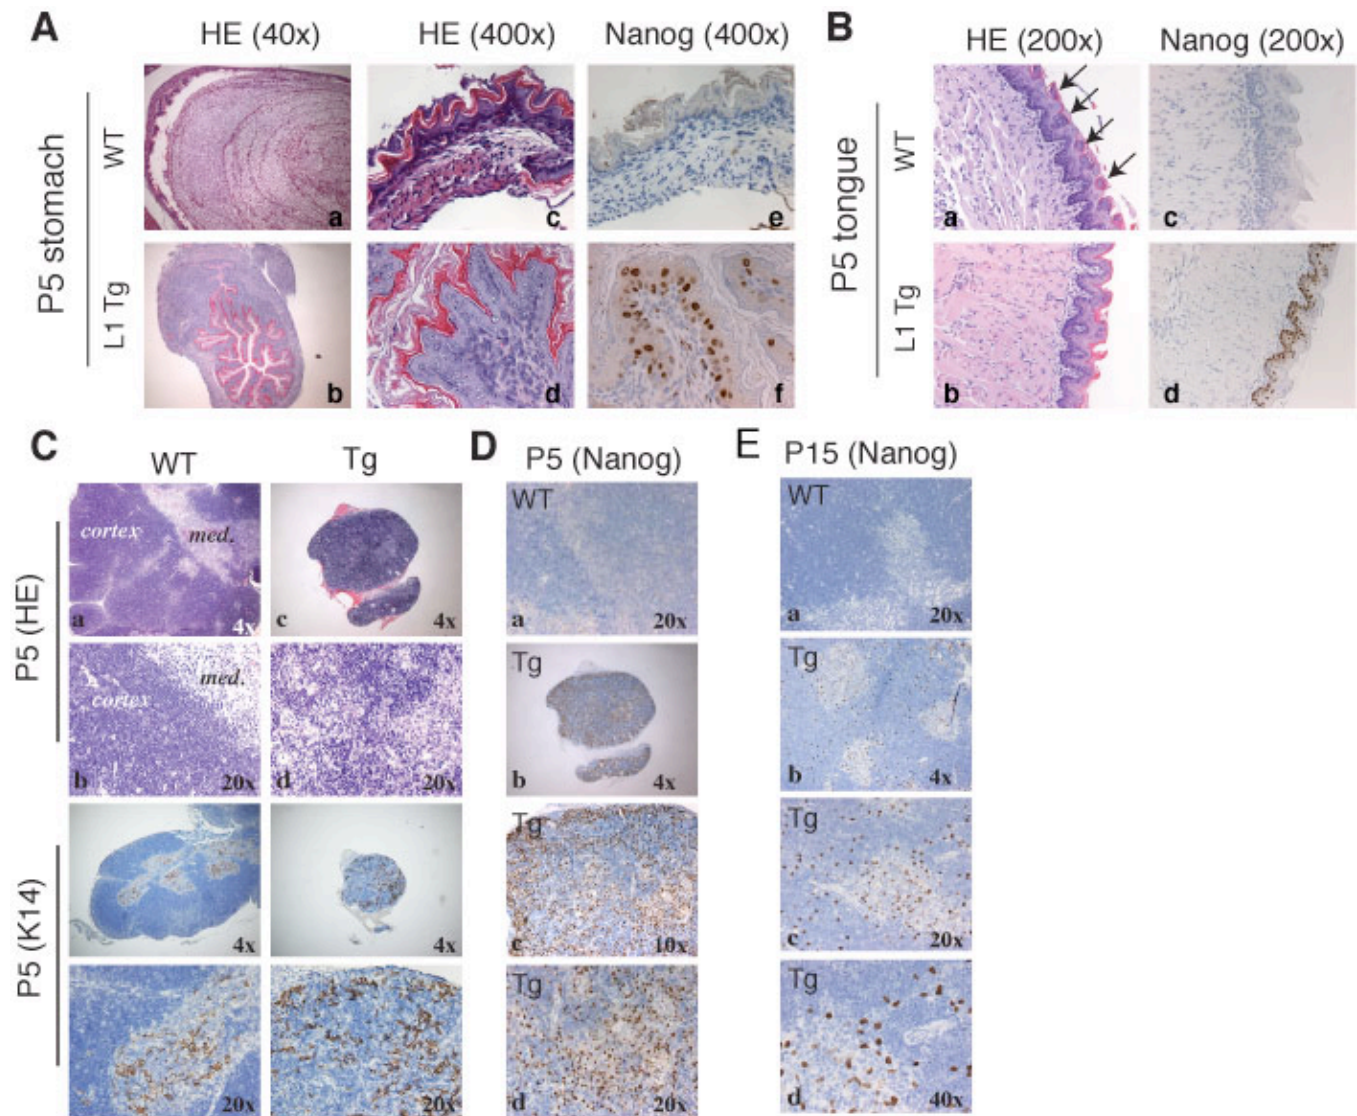 A
HE (40x)
HE (400x)
Nanog (400x)
P5 stomach
WT
a
c
e
L1 Tg
b
d
f
B
HE (200x)
Nanog (200x)
P5 tongue
WT
a
c
L1 Tg
b
d
C
WT
Tg
P5 (HE)
cortex
med.
a
4x
c
4x
cortex
med.
b
20x
d
20x
P5 (K14)
4x
4x
20x
20x
D
P5 (Nanog)
WT
a
20x
Tg
b
4x
Tg
c
10x
Tg
d
20x
E
P15 (Nanog)
WT
a
20x
Tg
b
4x
Tg
c
20x
Tg
d
40x